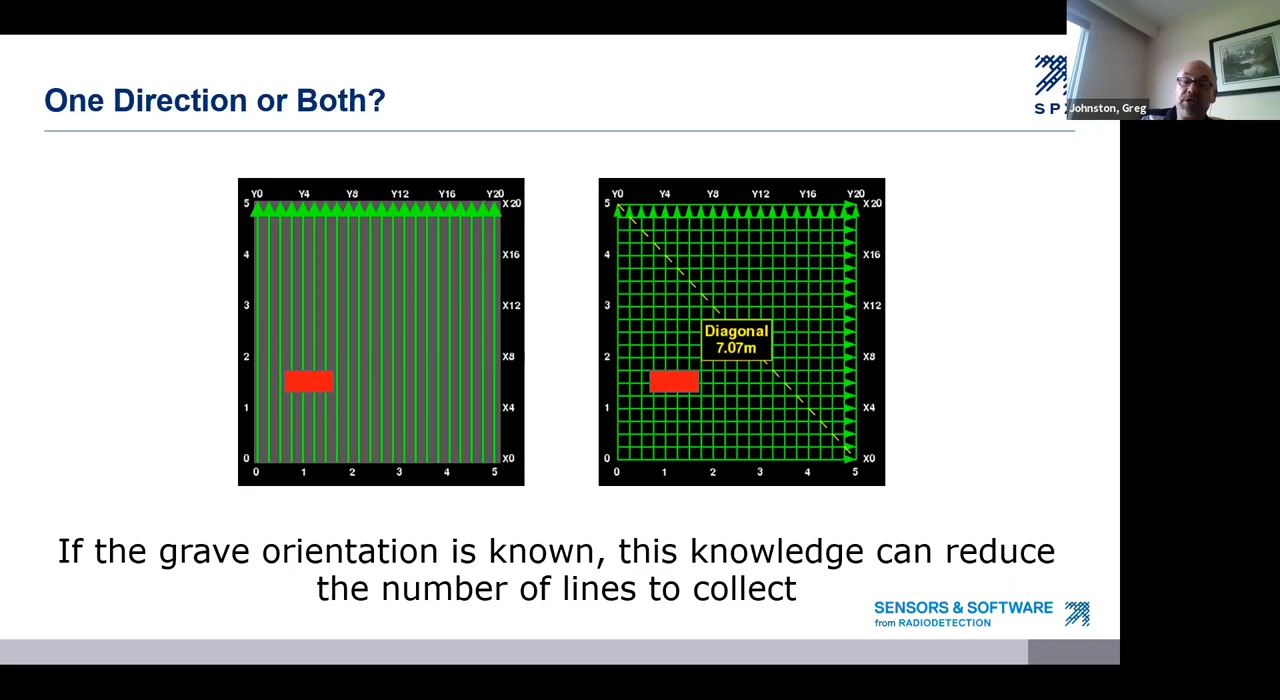 One Direction or Both?
SP
Johnston, Greg
Y0 Y4 Y8 Y12 Y16 Y20
5 X20
4 X16
3 X12
2 X8
1 X4
0 X0
0 1 2 3 4 5
Y0 Y4 Y8 Y12 Y16 Y20
5 X20
4 X16
3 X12
Diagonal
7.07m
2 X8
1 X4
0 X0
0 1 2 3 4 5
If the grave orientation is known, this knowledge can reduce
the number of lines to collect
SENSORS & SOFTWARE
from RADIODETECTION